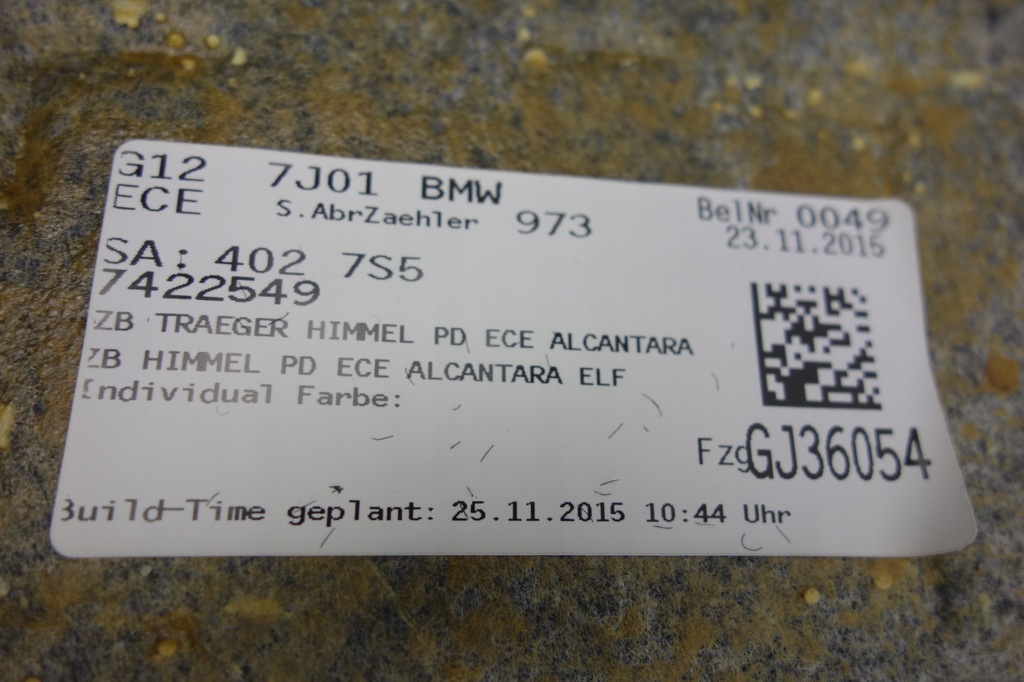 G12 7J01 BMW
ECE S.AbrZaehler 973
BelNr 0049
23.11.2015
SA: 402 7S5
7422549
ZB TRAEGER HIMMEL PD ECE ALCANTARA
ZB HIMMEL PD ECE ALCANTARA ELF
Individual Farbe:
FzgGJ36054
Build-Time geplant: 25.11.2015 10:44 Uhr